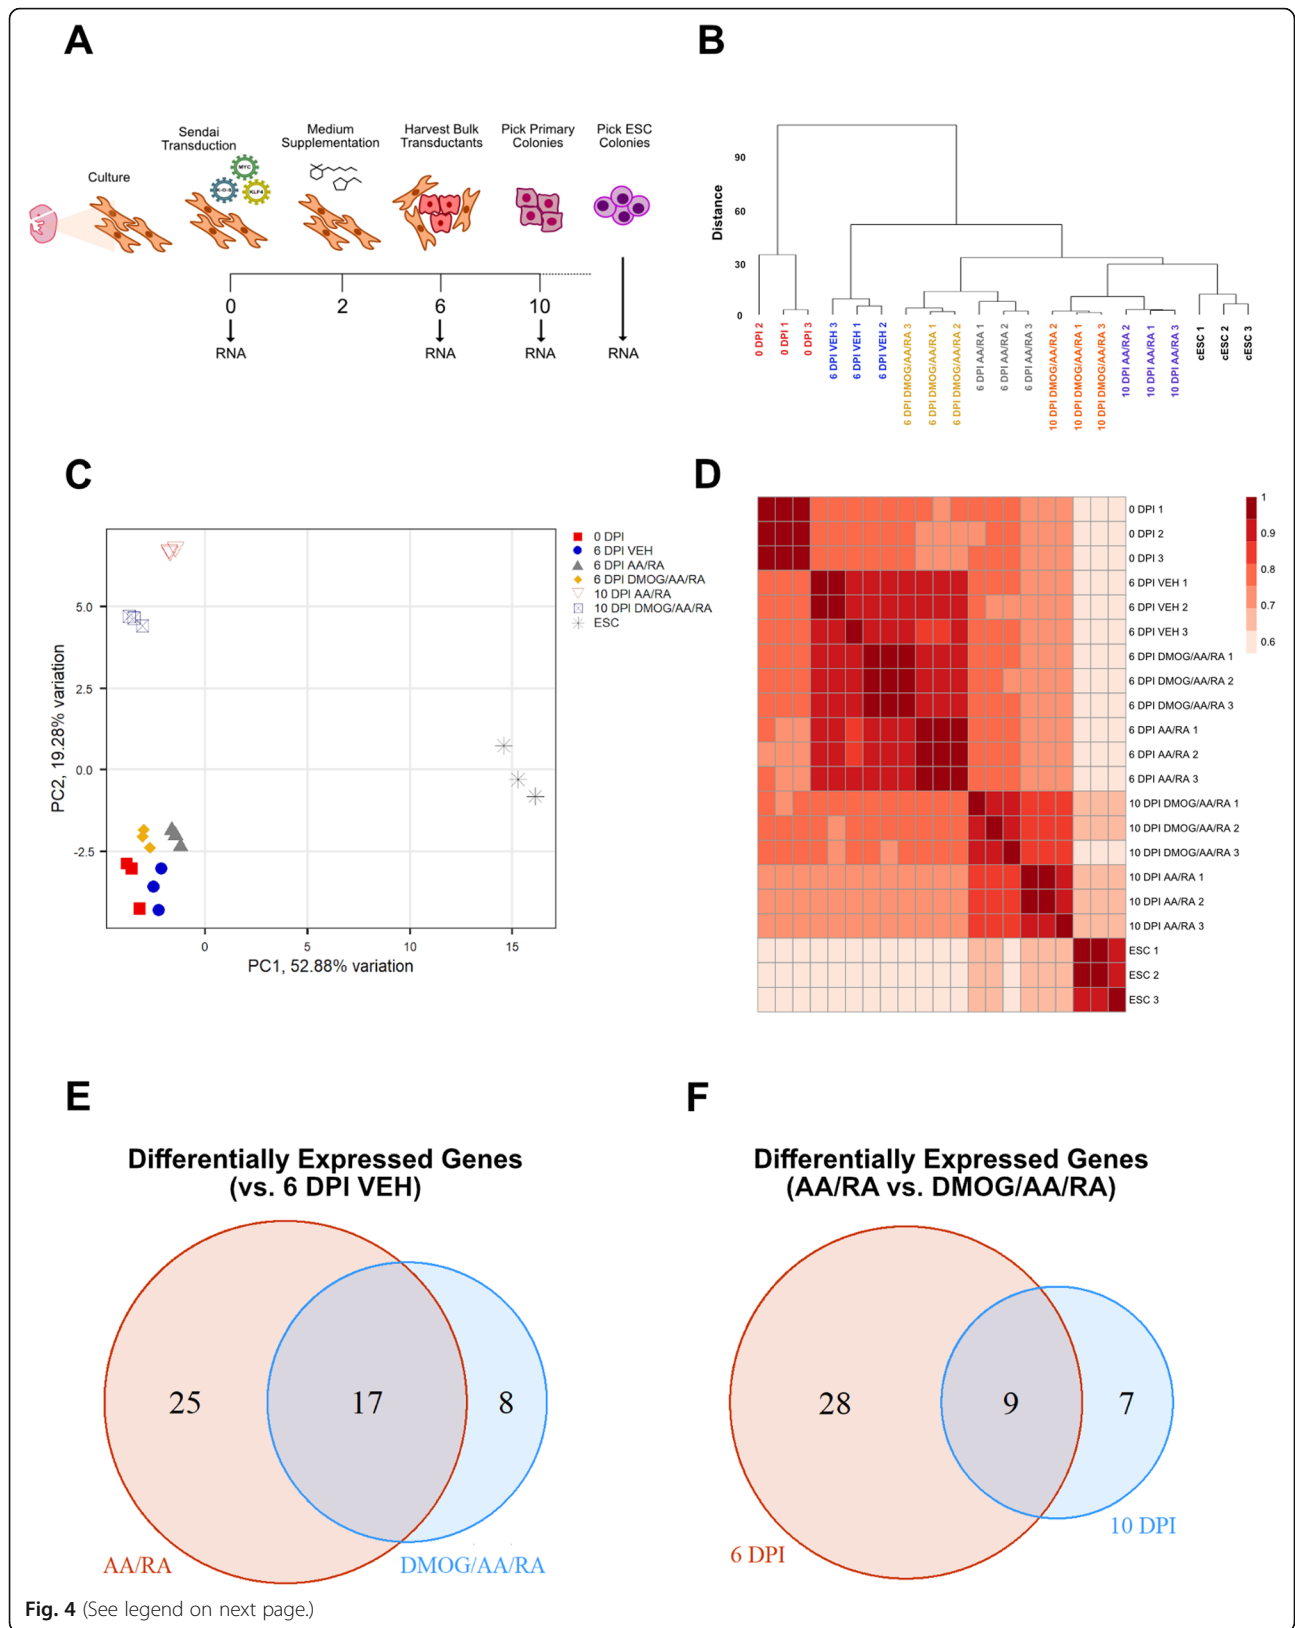 A
Culture
Sendai
Transduction
MYC
K-O-S
KLF4
Medium
Supplementation
Harvest Bulk
Transductants
Pick Primary
Colonies
Pick ESC
Colonies
0
2
6
10
RNA
RNA
RNA
RNA
B
Distance
90
60
30
0
0 DPI 2
0 DPI 1
0 DPI 3
6 DPI VEH 3
6 DPI VEH 1
6 DPI VEH 2
6 DPI DMOG/AA/RA 3
6 DPI DMOG/AA/RA 1
6 DPI DMOG/AA/RA 2
6 DPI AA/RA 1
6 DPI AA/RA 2
6 DPI AA/RA 3
10 DPI DMOG/AA/RA 2
10 DPI DMOG/AA/RA 1
10 DPI DMOG/AA/RA 3
10 DPI AA/RA 2
10 DPI AA/RA 1
10 DPI AA/RA 3
cESC 1
cESC 2
cESC 3
C
PC2, 19.28% variation
5.0
2.5
0.0
-2.5
0
5
10
15
PC1, 52.88% variation
0 DPI
6 DPI VEH
6 DPI AA/RA
6 DPI DMOG/AA/RA
10 DPI AA/RA
10 DPI DMOG/AA/RA
ESC
D
0 DPI 1
0 DPI 2
0 DPI 3
6 DPI VEH 1
6 DPI VEH 2
6 DPI VEH 3
6 DPI DMOG/AA/RA 1
6 DPI DMOG/AA/RA 2
6 DPI DMOG/AA/RA 3
6 DPI AA/RA 1
6 DPI AA/RA 2
6 DPI AA/RA 3
10 DPI DMOG/AA/RA 1
10 DPI DMOG/AA/RA 2
10 DPI DMOG/AA/RA 3
10 DPI AA/RA 1
10 DPI AA/RA 2
10 DPI AA/RA 3
ESC 1
ESC 2
ESC 3
1
0.9
0.8
0.7
0.6
E
Differentially Expressed Genes
(vs. 6 DPI VEH)
25
17
8
AA/RA
DMOG/AA/RA
F
Differentially Expressed Genes
(AA/RA vs. DMOG/AA/RA)
28
9
7
6 DPI
10 DPI
Fig. 4 (See legend on next page.)